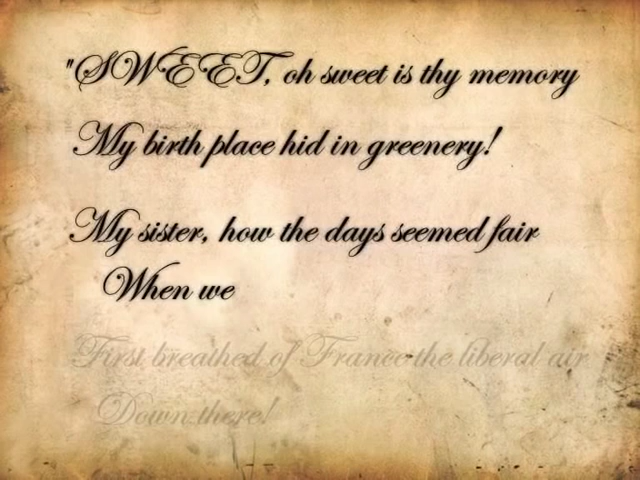 "SWEET, oh sweet is thy memory
My birth place hid in greenery!
My sister, how the days seemed fair
When we
First breathed of France the liberal air
Down there!